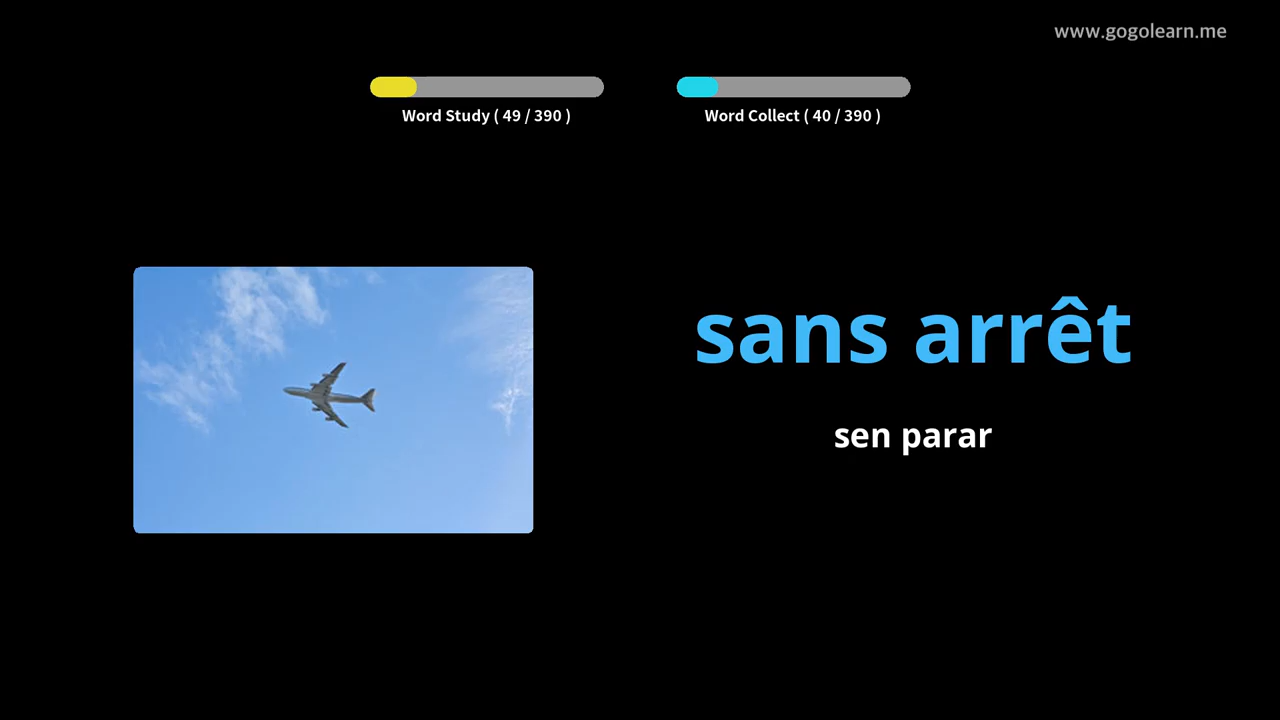 www.gogolearn.me
Word Study ( 49 / 390 )
Word Collect ( 40 / 390 )
sans arrêt
sen parar